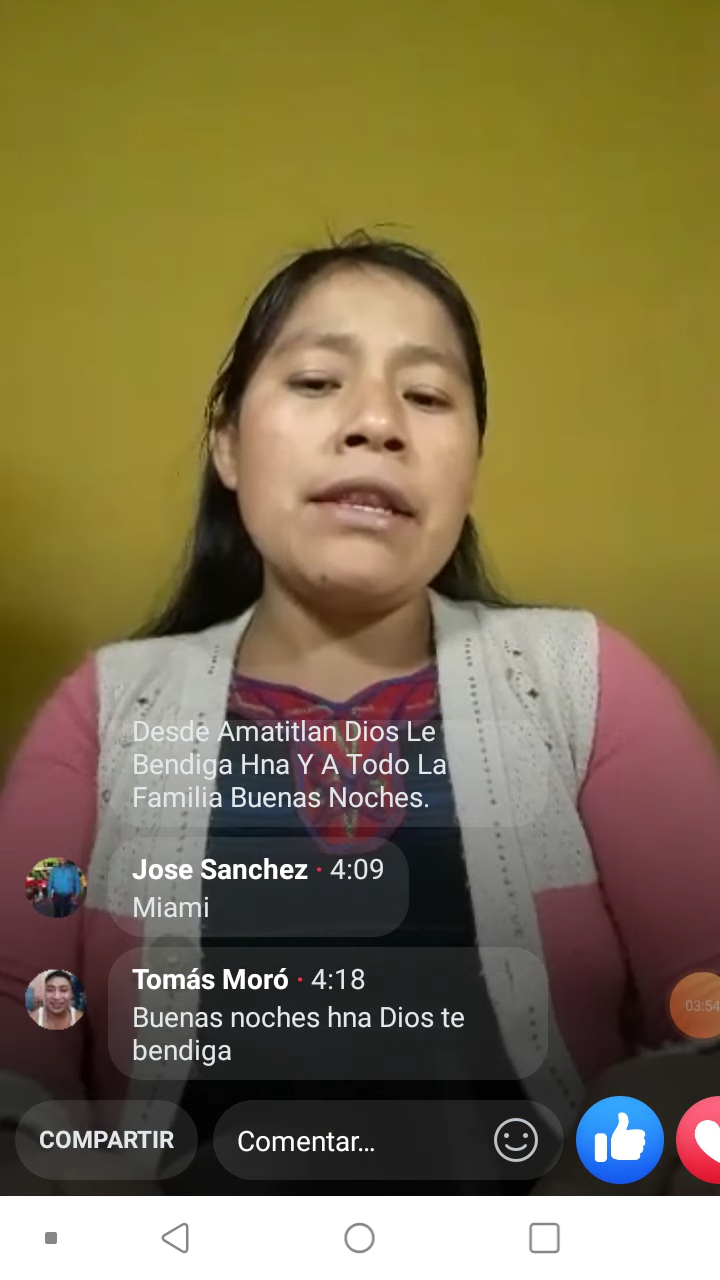 Desde Amatitlan Dios Le
Bendiga Hna Y A Todo La
Familia Buenas Noches.
Jose Sanchez · 4:09
Miami
Tomás Moró · 4:18
Buenas noches hna Dios te
bendiga
03:54
COMPARTIR
Comentar...